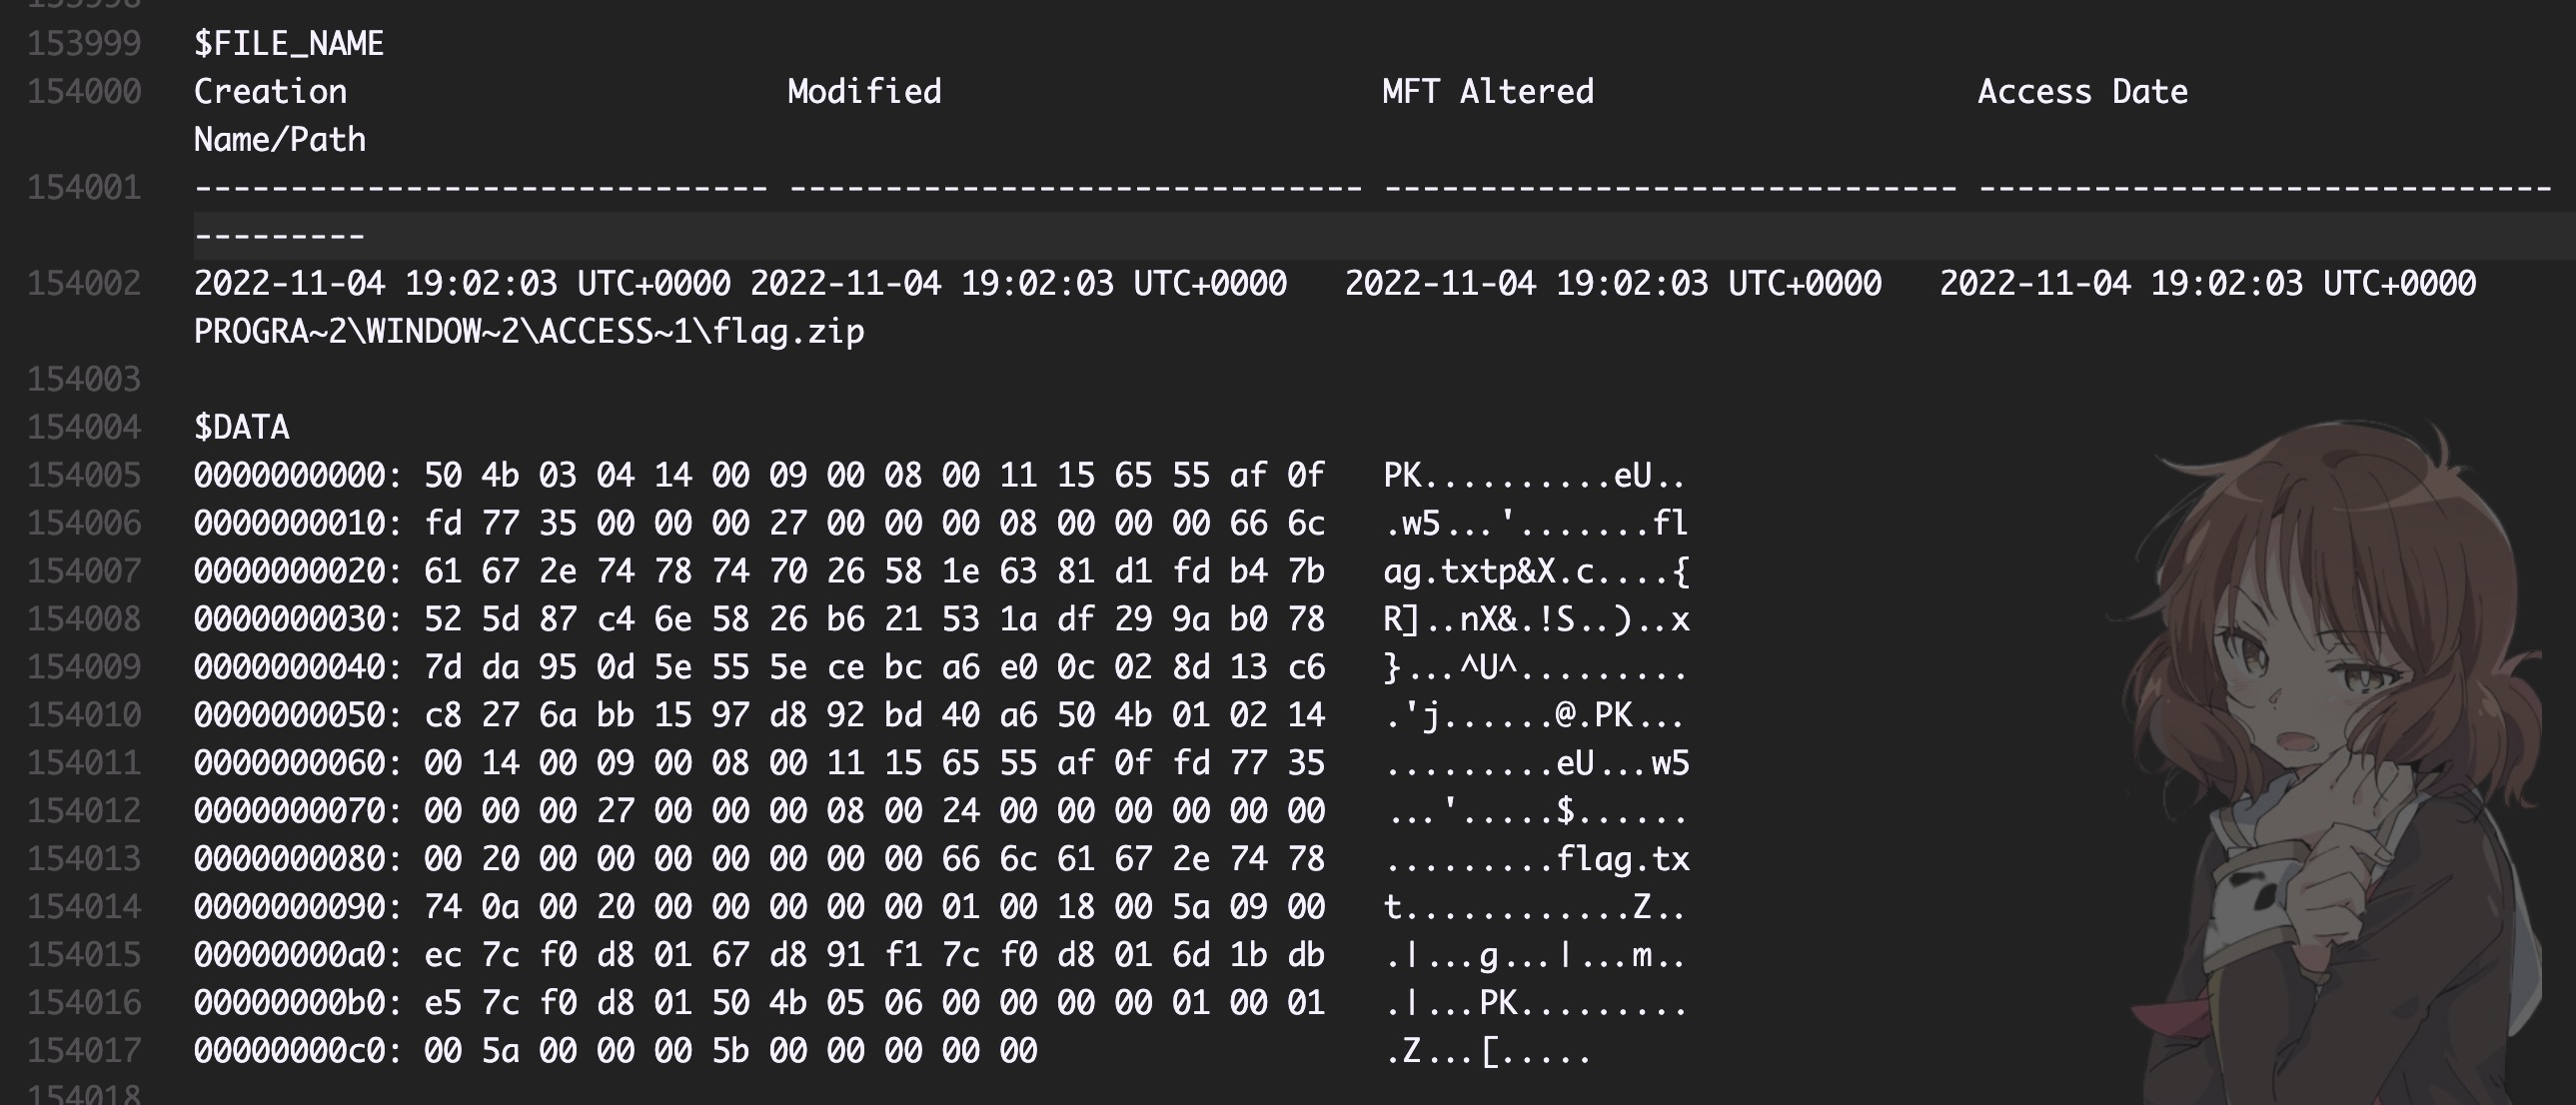 153998
153999 $FILE_NAME
154000 Creation Modified MFT Altered Access Date
Name/Path
154001 ------------------------------ ------------------------------ ------------------------------ ------------------------------
---------
154002 2022-11-04 19:02:03 UTC+0000 2022-11-04 19:02:03 UTC+0000 2022-11-04 19:02:03 UTC+0000 2022-11-04 19:02:03 UTC+0000
PROGRA~2\WINDOW~2\ACCESS~1\flag.zip
154003
154004 $DATA
154005 0000000000: 50 4b 03 04 14 00 09 00 08 00 11 15 65 55 af 0f PK..........eU..
154006 0000000010: fd 77 35 00 00 00 27 00 00 00 08 00 00 00 66 6c .w5...'.......fl
154007 0000000020: 61 67 2e 74 78 74 70 26 58 1e 63 81 d1 fd b4 7b ag.txtp&X.c....{
154008 0000000030: 52 5d 87 c4 6e 58 26 b6 21 53 1a df 29 9a b0 78 R]..nX&.!S..)..x
154009 0000000040: 7d da 95 0d 5e 55 5e ce bc a6 e0 0c 02 8d 13 c6 }...^U^.........
154010 0000000050: c8 27 6a bb 15 97 d8 92 bd 40 a6 50 4b 01 02 14 .'j......@.PK...
154011 0000000060: 00 14 00 09 00 08 00 11 15 65 55 af 0f fd 77 35 .........eU...w5
154012 0000000070: 00 00 00 27 00 00 00 08 00 24 00 00 00 00 00 00 ...'.....$......
154013 0000000080: 00 20 00 00 00 00 00 00 00 66 6c 61 67 2e 74 78 .........flag.tx
154014 0000000090: 74 0a 00 20 00 00 00 00 00 01 00 18 00 5a 09 00 t............Z..
154015 00000000a0: ec 7c f0 d8 01 67 d8 91 f1 7c f0 d8 01 6d 1b db .|...g...|...m..
154016 00000000b0: e5 7c f0 d8 01 50 4b 05 06 00 00 00 00 01 00 01 .|...PK.........
154017 00000000c0: 00 5a 00 00 00 5b 00 00 00 00 00 .Z...[.....
154018